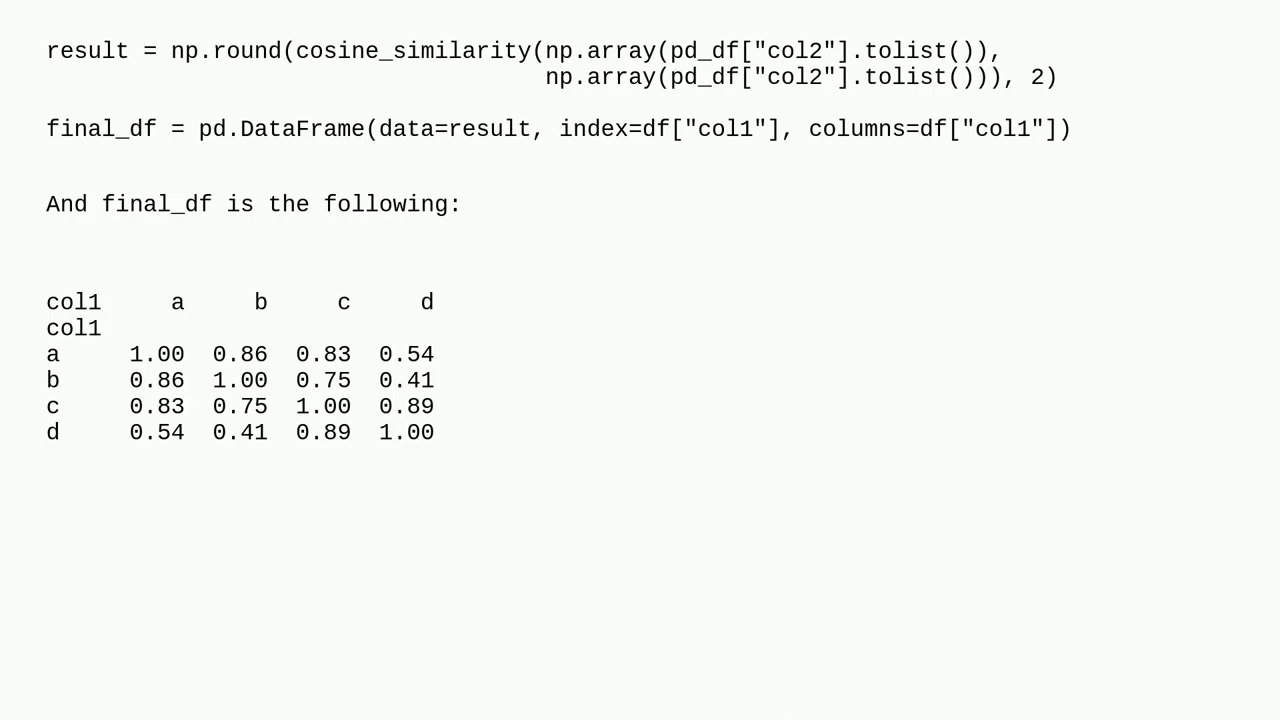 result = np.round(cosine_similarity(np.array(pd_df["col2"].tolist()),
                                    np.array(pd_df["col2"].tolist())), 2)
final_df = pd.DataFrame(data=result, index=df["col1"], columns=df["col1"])
And final_df is the following:
col1     a     b     c     d
col1
a     1.00  0.86  0.83  0.54
b     0.86  1.00  0.75  0.41
c     0.83  0.75  1.00  0.89
d     0.54  0.41  0.89  1.00